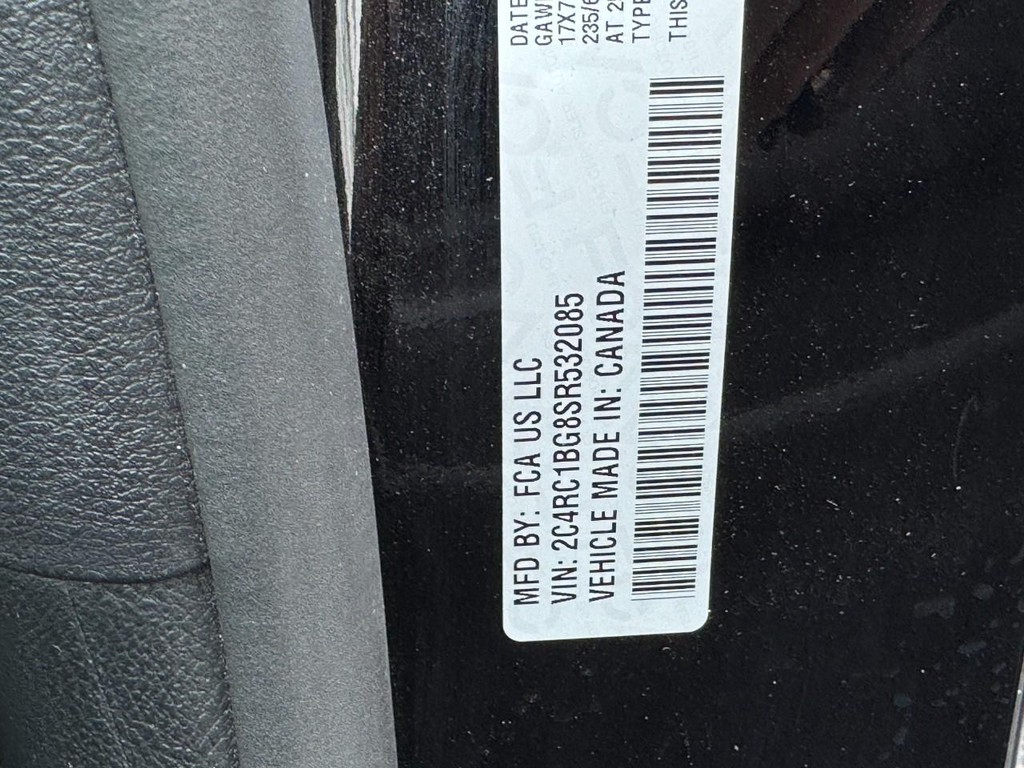 MFD BY: FCA US LLC
VIN: 2C4RC1BG8SR532085
VEHICLE MADE IN: CANADA
DATE
GAW
17X7
235/6
AT 2
TYPE
THIS